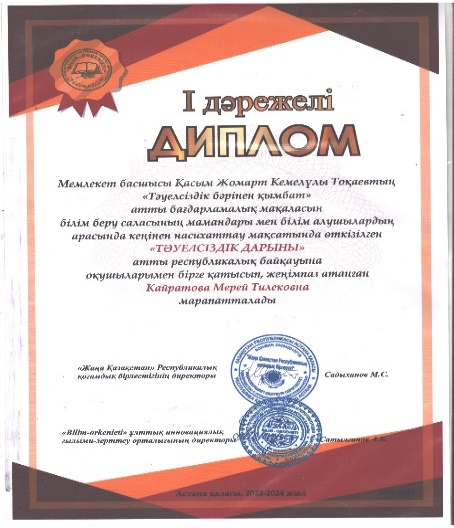 І дәрежелі
ДИПЛОМ
Мемлекет басшысы Қасым Жомарт Кемелұлы Тоқаевтың
«Тәуелсіздік бәрінен қымбат»
атты бағдарламалық мақаласын
білім беру саласының мамандары мен білім алушылардың
арасында кеңінен насихаттау мақсатында өткізілген
«ТӘУЕЛСІЗДІК ДАРЫНЫ»
атты республикалық байқауына
оқушыларымен бірге қатысып, жеңімпаз атанған
Кайратова Мерей Тилековна
марапатталады
«Жаңа Қазақстан» Республикалық
қоғамдық бірлестігінің директоры
Садыханов М.С.
«Bilim-orkenieti» ұлттық инновациялық
ғылыми-зерттеу орталығының директоры
Астана қаласы, 2023-2024 жыл